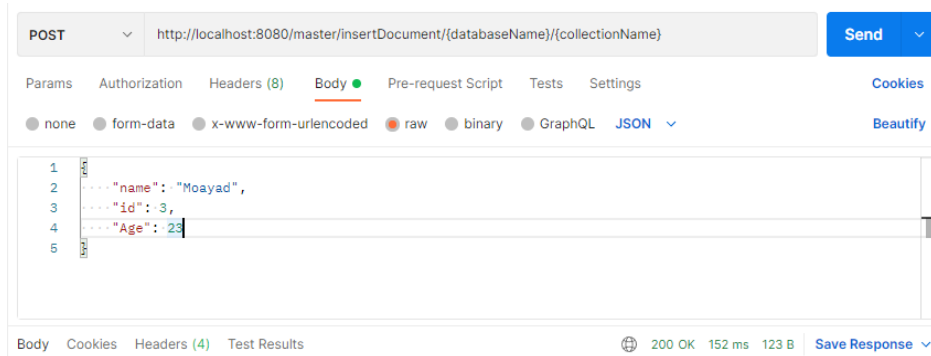 POST http://localhost:8080/master/insertDocument/{databaseName}/{collectionName} Send
Params Authorization Headers (8) Body Pre-request Script Tests Settings Cookies
none form-data x-www-form-urlencoded raw binary GraphQL JSON Beautify
1 {
2 "name": "Moayad",
3 "id": 3,
4 "Age": 23
5 }
Body Cookies Headers (4) Test Results 200 OK 152 ms 123 B Save Response